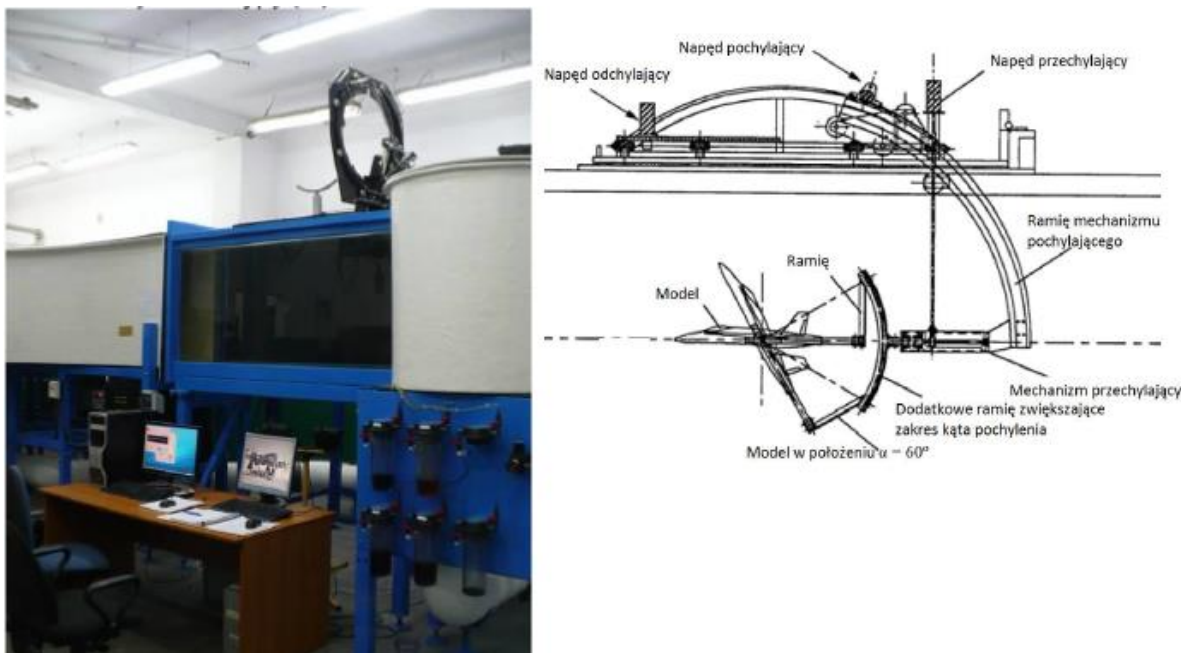 Napęd pochylający
Napęd odchylający
Napęd przechylający
Ramię mechanizmu
pochylającego
Ramię
Model
Mechanizm przechylający
Dodatkowe ramię zwiększające
zakres kąta pochylenia
Model w położeniu α = 60°